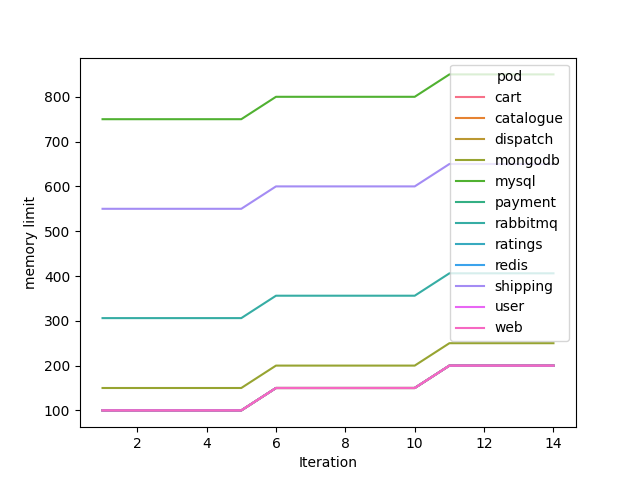 pod
cart
catalogue
dispatch
mongodb
mysql
payment
rabbitmq
ratings
redis
shipping
user
web
memory limit
800
700
600
500
400
300
200
100
2 4 6 8 10 12 14
Iteration